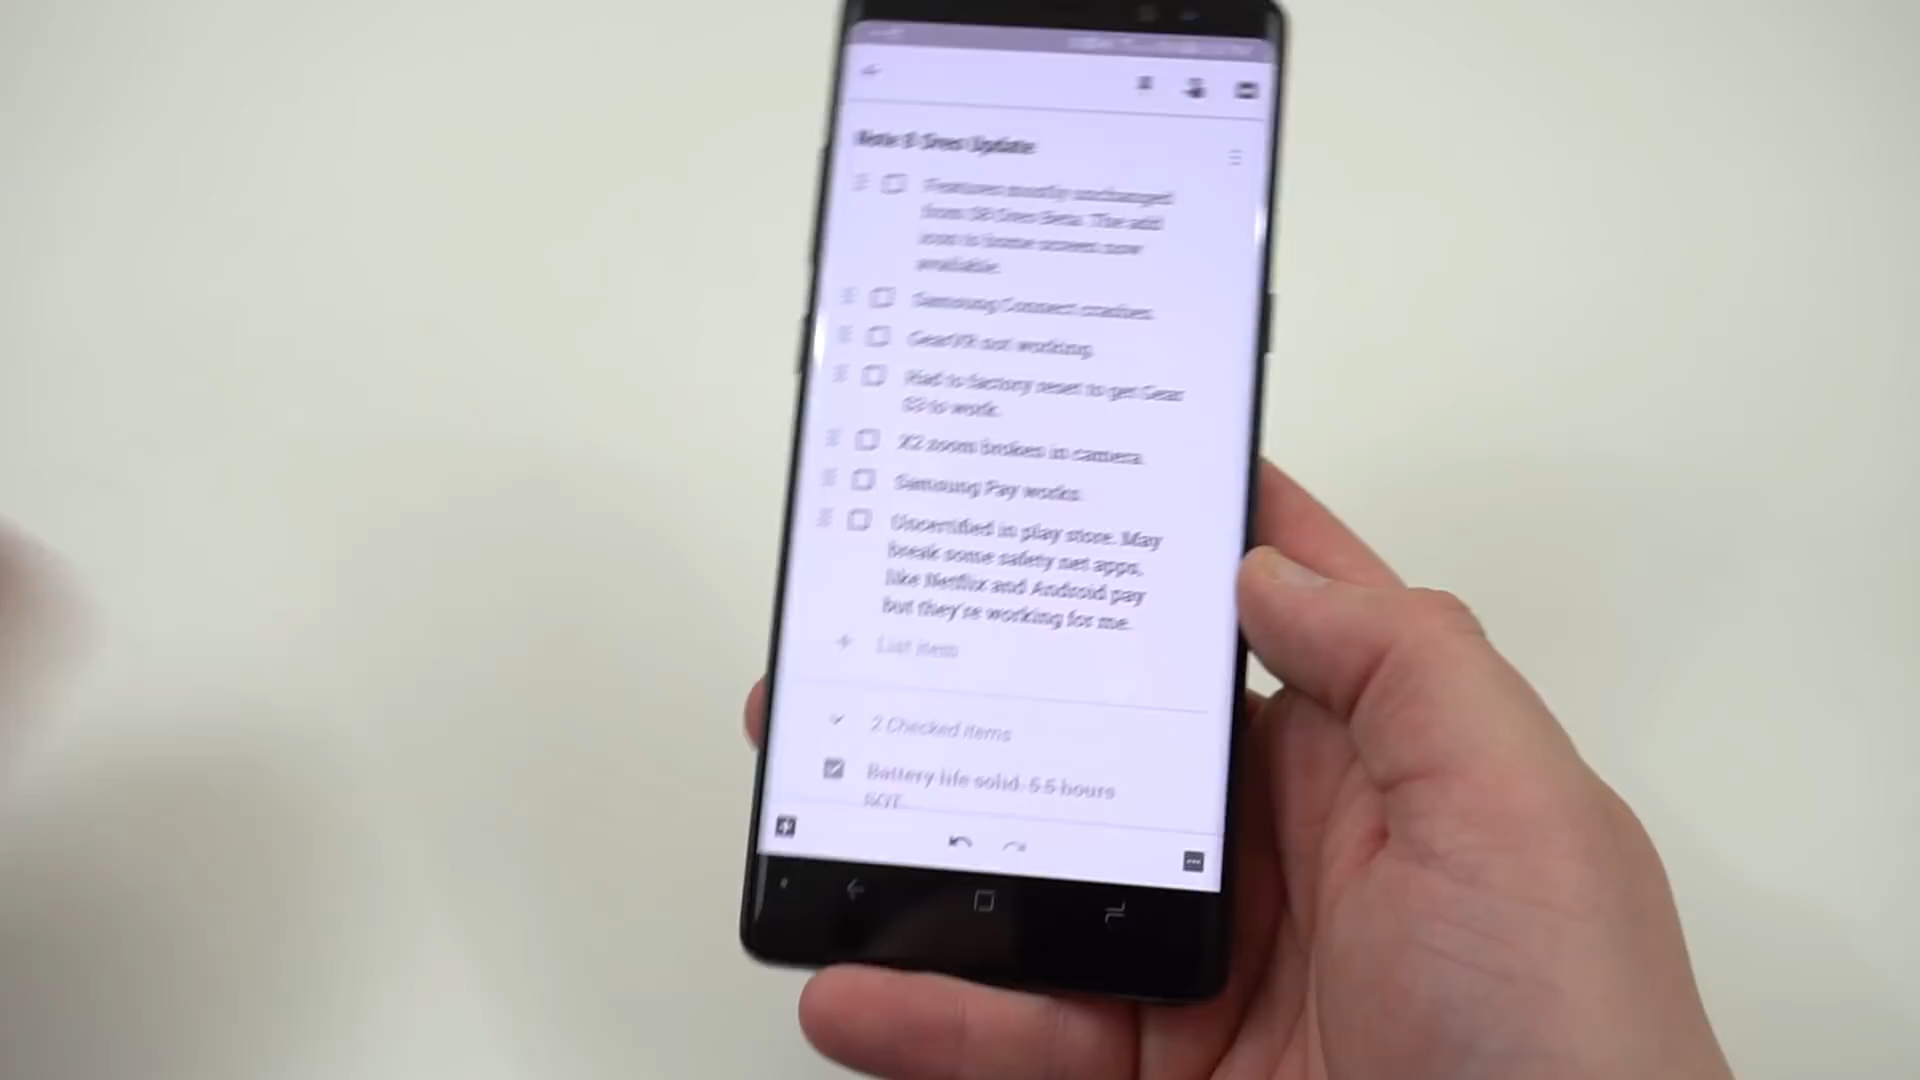 Note 8 Oreo Update
Features mostly unchanged
from S8 Oreo Beta. The add
icon to home screen now
available.
Samsung Connect crashes.
GearVR not working.
Had to factory reset to get Gear
S3 to work.
X2 zoom broken in camera.
Samsung Pay works.
Uncertified in play store. May
break some safety net apps,
like Netflix and Android pay
but they're working for me.
List item
2 Checked items
Battery life solid. 5.5 hours
SOT